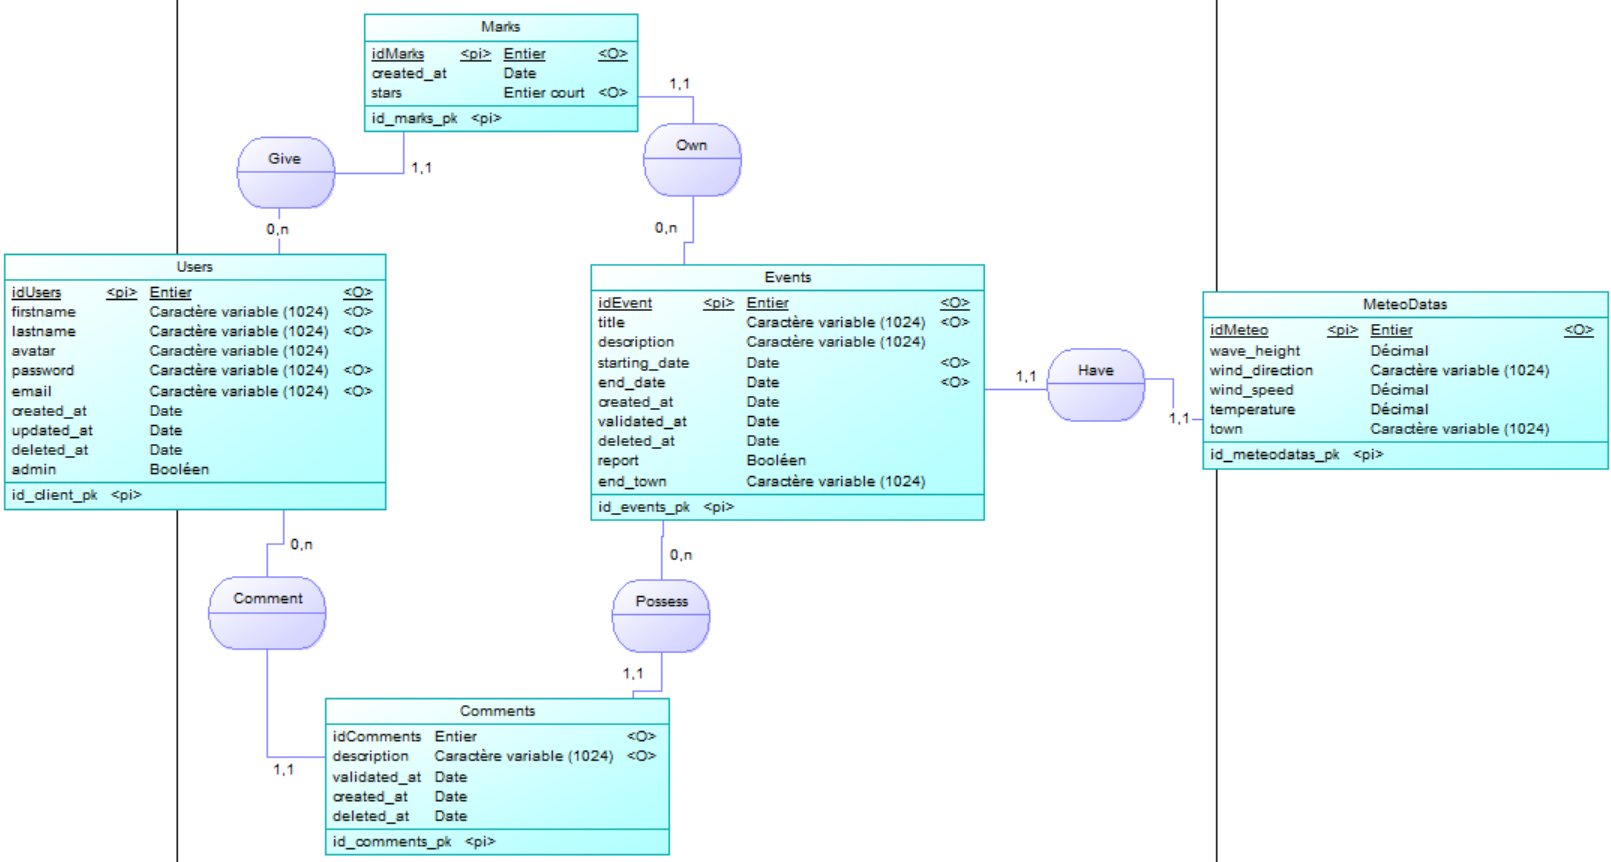 Marks
idMarks <pi> Entier <O>
created_at Date
stars Entier court <O>
id_marks_pk <pi>
1,1
Own
0,n
Give
1,1
0,n
Users
idUsers <pi> Entier <O>
firstname Caractère variable (1024) <O>
lastname Caractère variable (1024) <O>
avatar Caractère variable (1024)
password Caractère variable (1024) <O>
email Caractère variable (1024) <O>
created_at Date
updated_at Date
deleted_at Date
admin Booléen
id_client_pk <pi>
Events
idEvent <pi> Entier <O>
title Caractère variable (1024) <O>
description Caractère variable (1024)
starting_date Date <O>
end_date Date <O>
created_at Date
validated_at Date
deleted_at Date
report Booléen
end_town Caractère variable (1024)
id_events_pk <pi>
1,1
Have
1,1
MeteoDatas
idMeteo <pi> Entier <O>
wave_height Décimal
wind_direction Caractère variable (1024)
wind_speed Décimal
temperature Décimal
town Caractère variable (1024)
id_meteodatas_pk <pi>
0,n
Comment
1,1
0,n
Possess
1,1
Comments
idComments Entier <O>
description Caractère variable (1024) <O>
validated_at Date
created_at Date
deleted_at Date
id_comments_pk <pi>